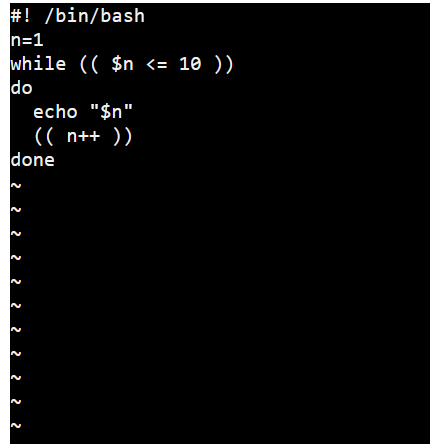 #! /bin/bash
n=1
while (( $n <= 10 ))
do
  echo "$n"
  (( n++ ))
done
~
~
~
~
~
~
~
~
~
~
~